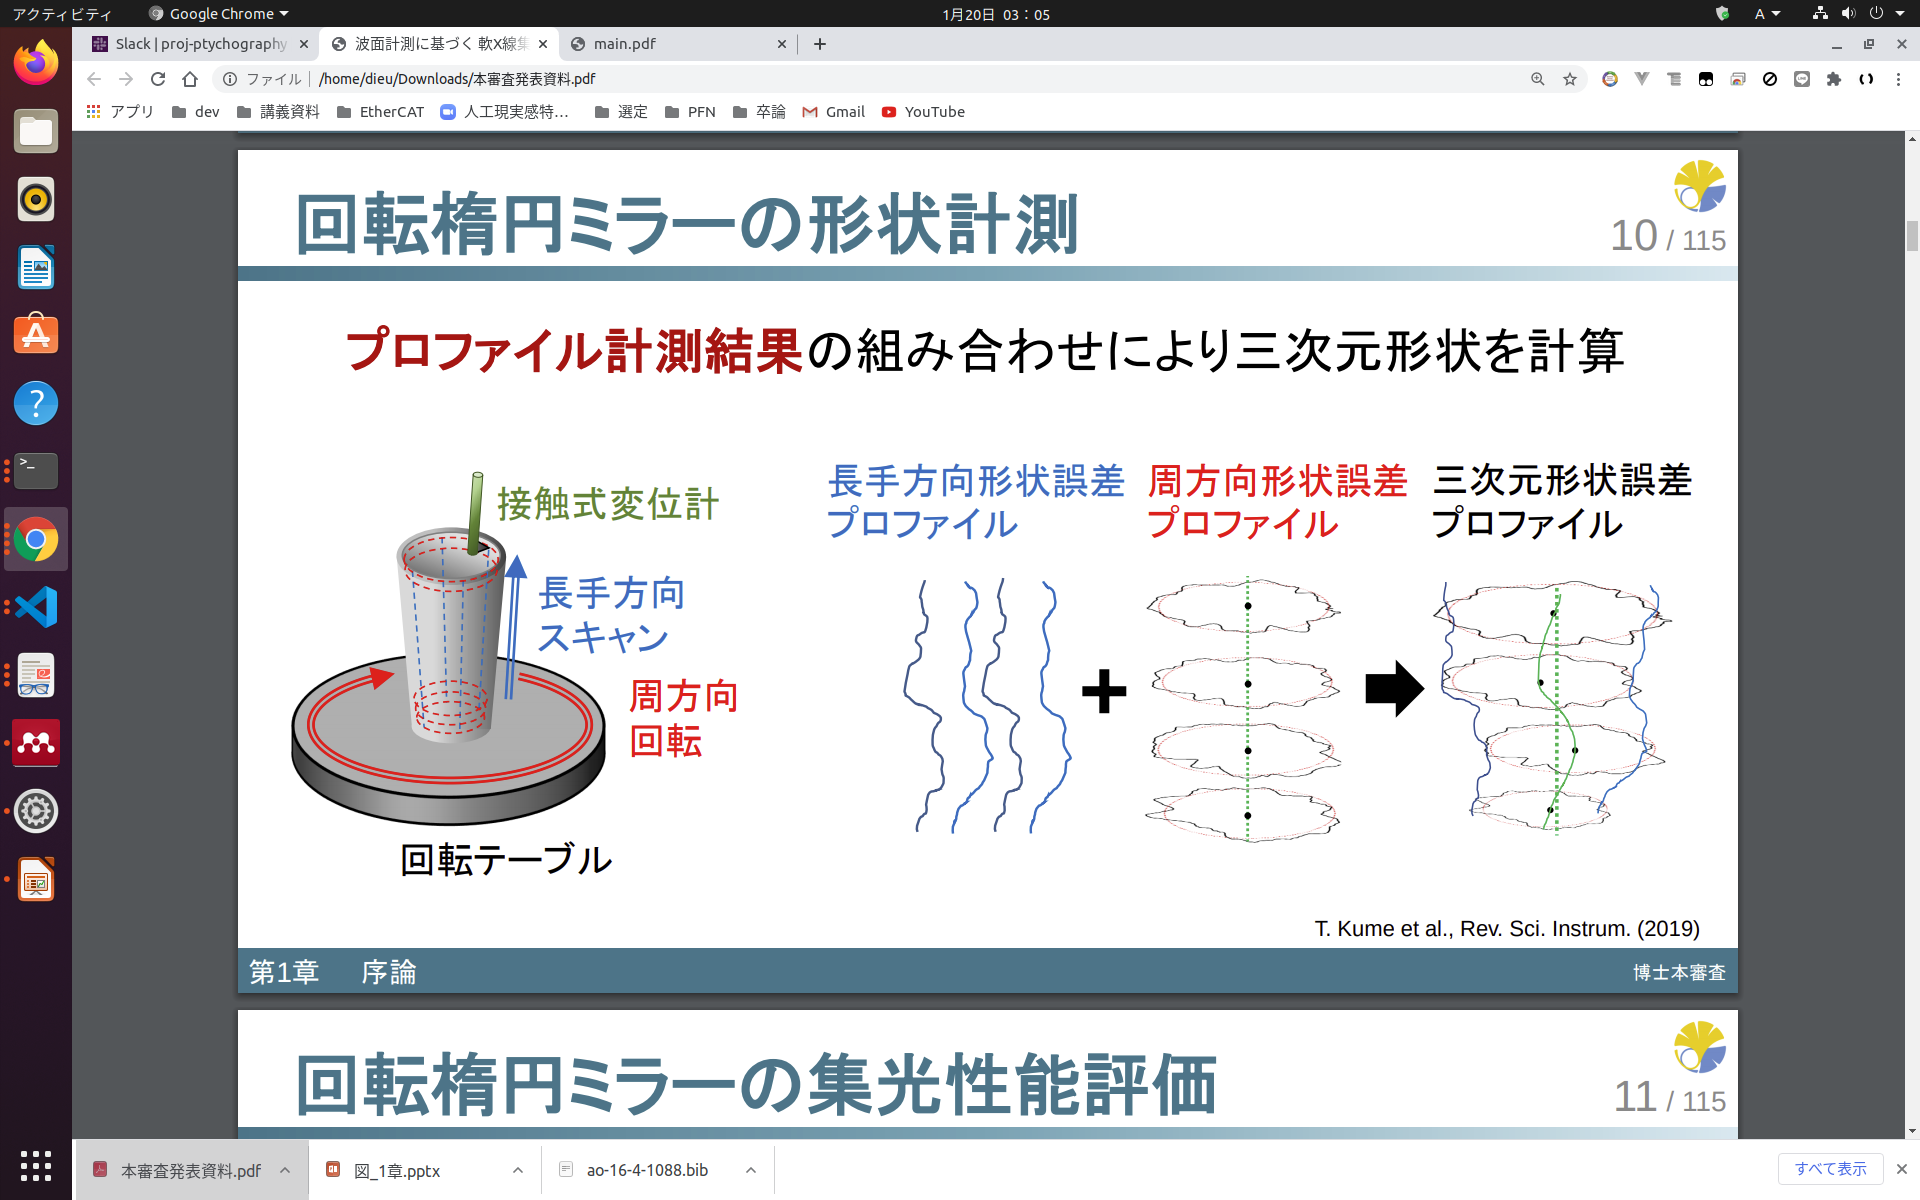 アクティビティ
Google Chrome
1月20日 03：05
A
Slack | proj-ptychography
波面計測に基づく 軟X線集
main.pdf
ファイル
/home/dieu/Downloads/本審査発表資料.pdf
アプリ
dev
講義資料
EtherCAT
人工現実感特…
選定
PFN
卒論
Gmail
YouTube
回転楕円ミラーの形状計測
10 / 115
プロファイル計測結果の組み合わせにより三次元形状を計算
接触式変位計
長手方向
スキャン
周方向
回転
回転テーブル
長手方向形状誤差
プロファイル
周方向形状誤差
プロファイル
三次元形状誤差
プロファイル
T. Kume et al., Rev. Sci. Instrum. (2019)
第1章 序論
博士本審査
回転楕円ミラーの集光性能評価
11 / 115
本審査発表資料.pdf
図_1章.pptx
ao-16-4-1088.bib
すべて表示